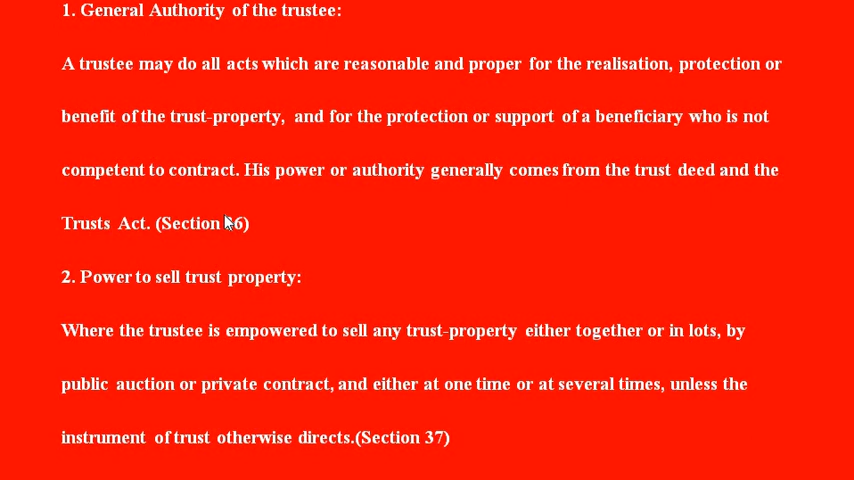 1. General Authority of the trustee:
A trustee may do all acts which are reasonable and proper for the realisation, protection or
benefit of the trust-property, and for the protection or support of a beneficiary who is not
competent to contract. His power or authority generally comes from the trust deed and the
Trusts Act. (Section 6)
2. Power to sell trust property:
Where the trustee is empowered to sell any trust-property either together or in lots, by
public auction or private contract, and either at one time or at several times, unless the
instrument of trust otherwise directs.(Section 37)